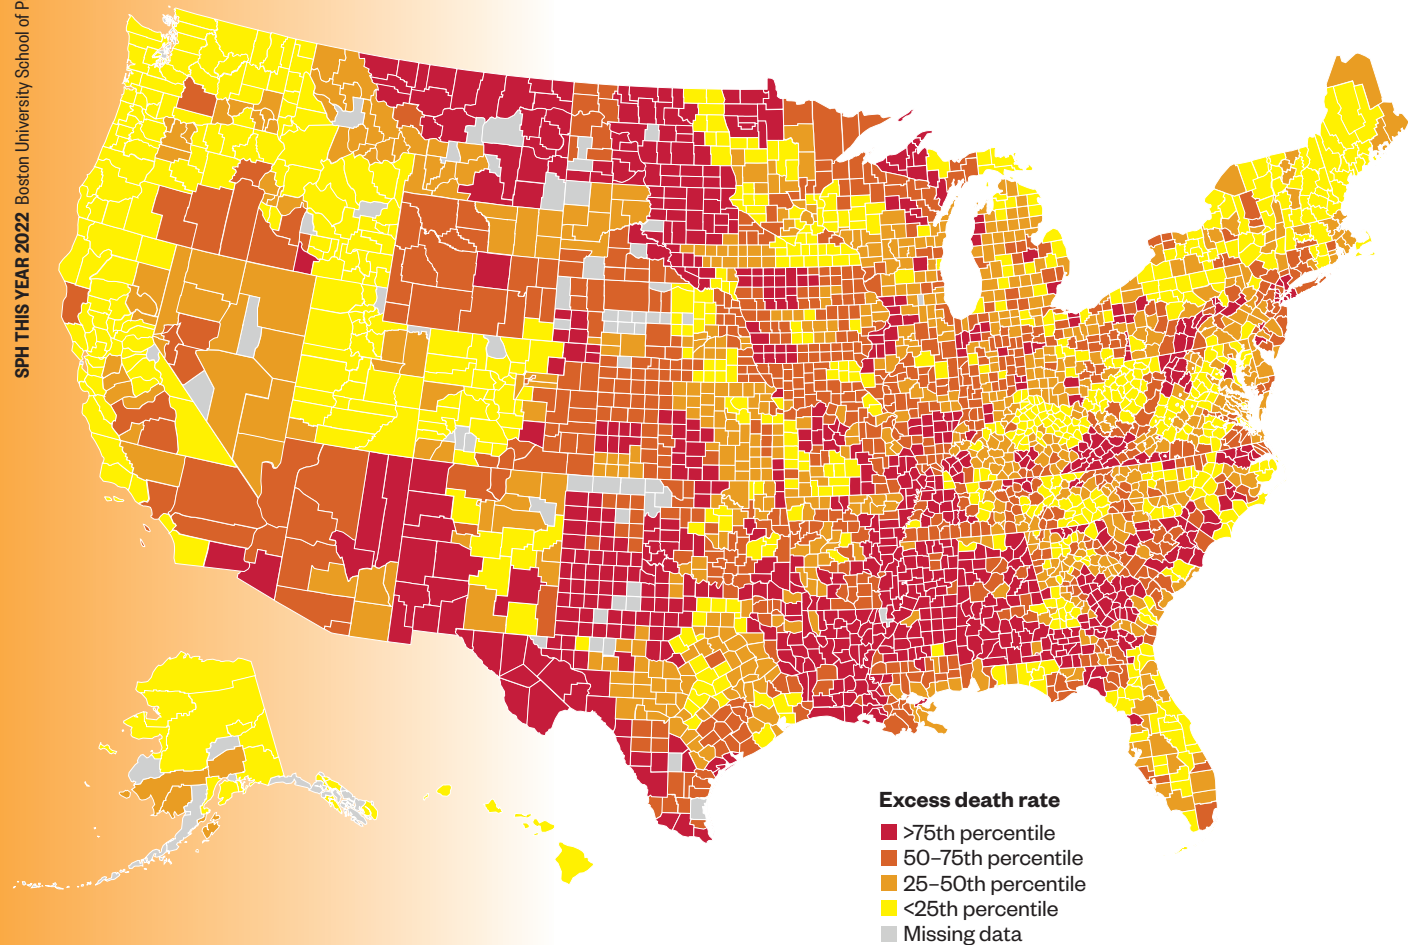 SPH THIS YEAR 2022 Boston University School of
Excess death rate
>75th percentile
50–75th percentile
25–50th percentile
<25th percentile
Missing data